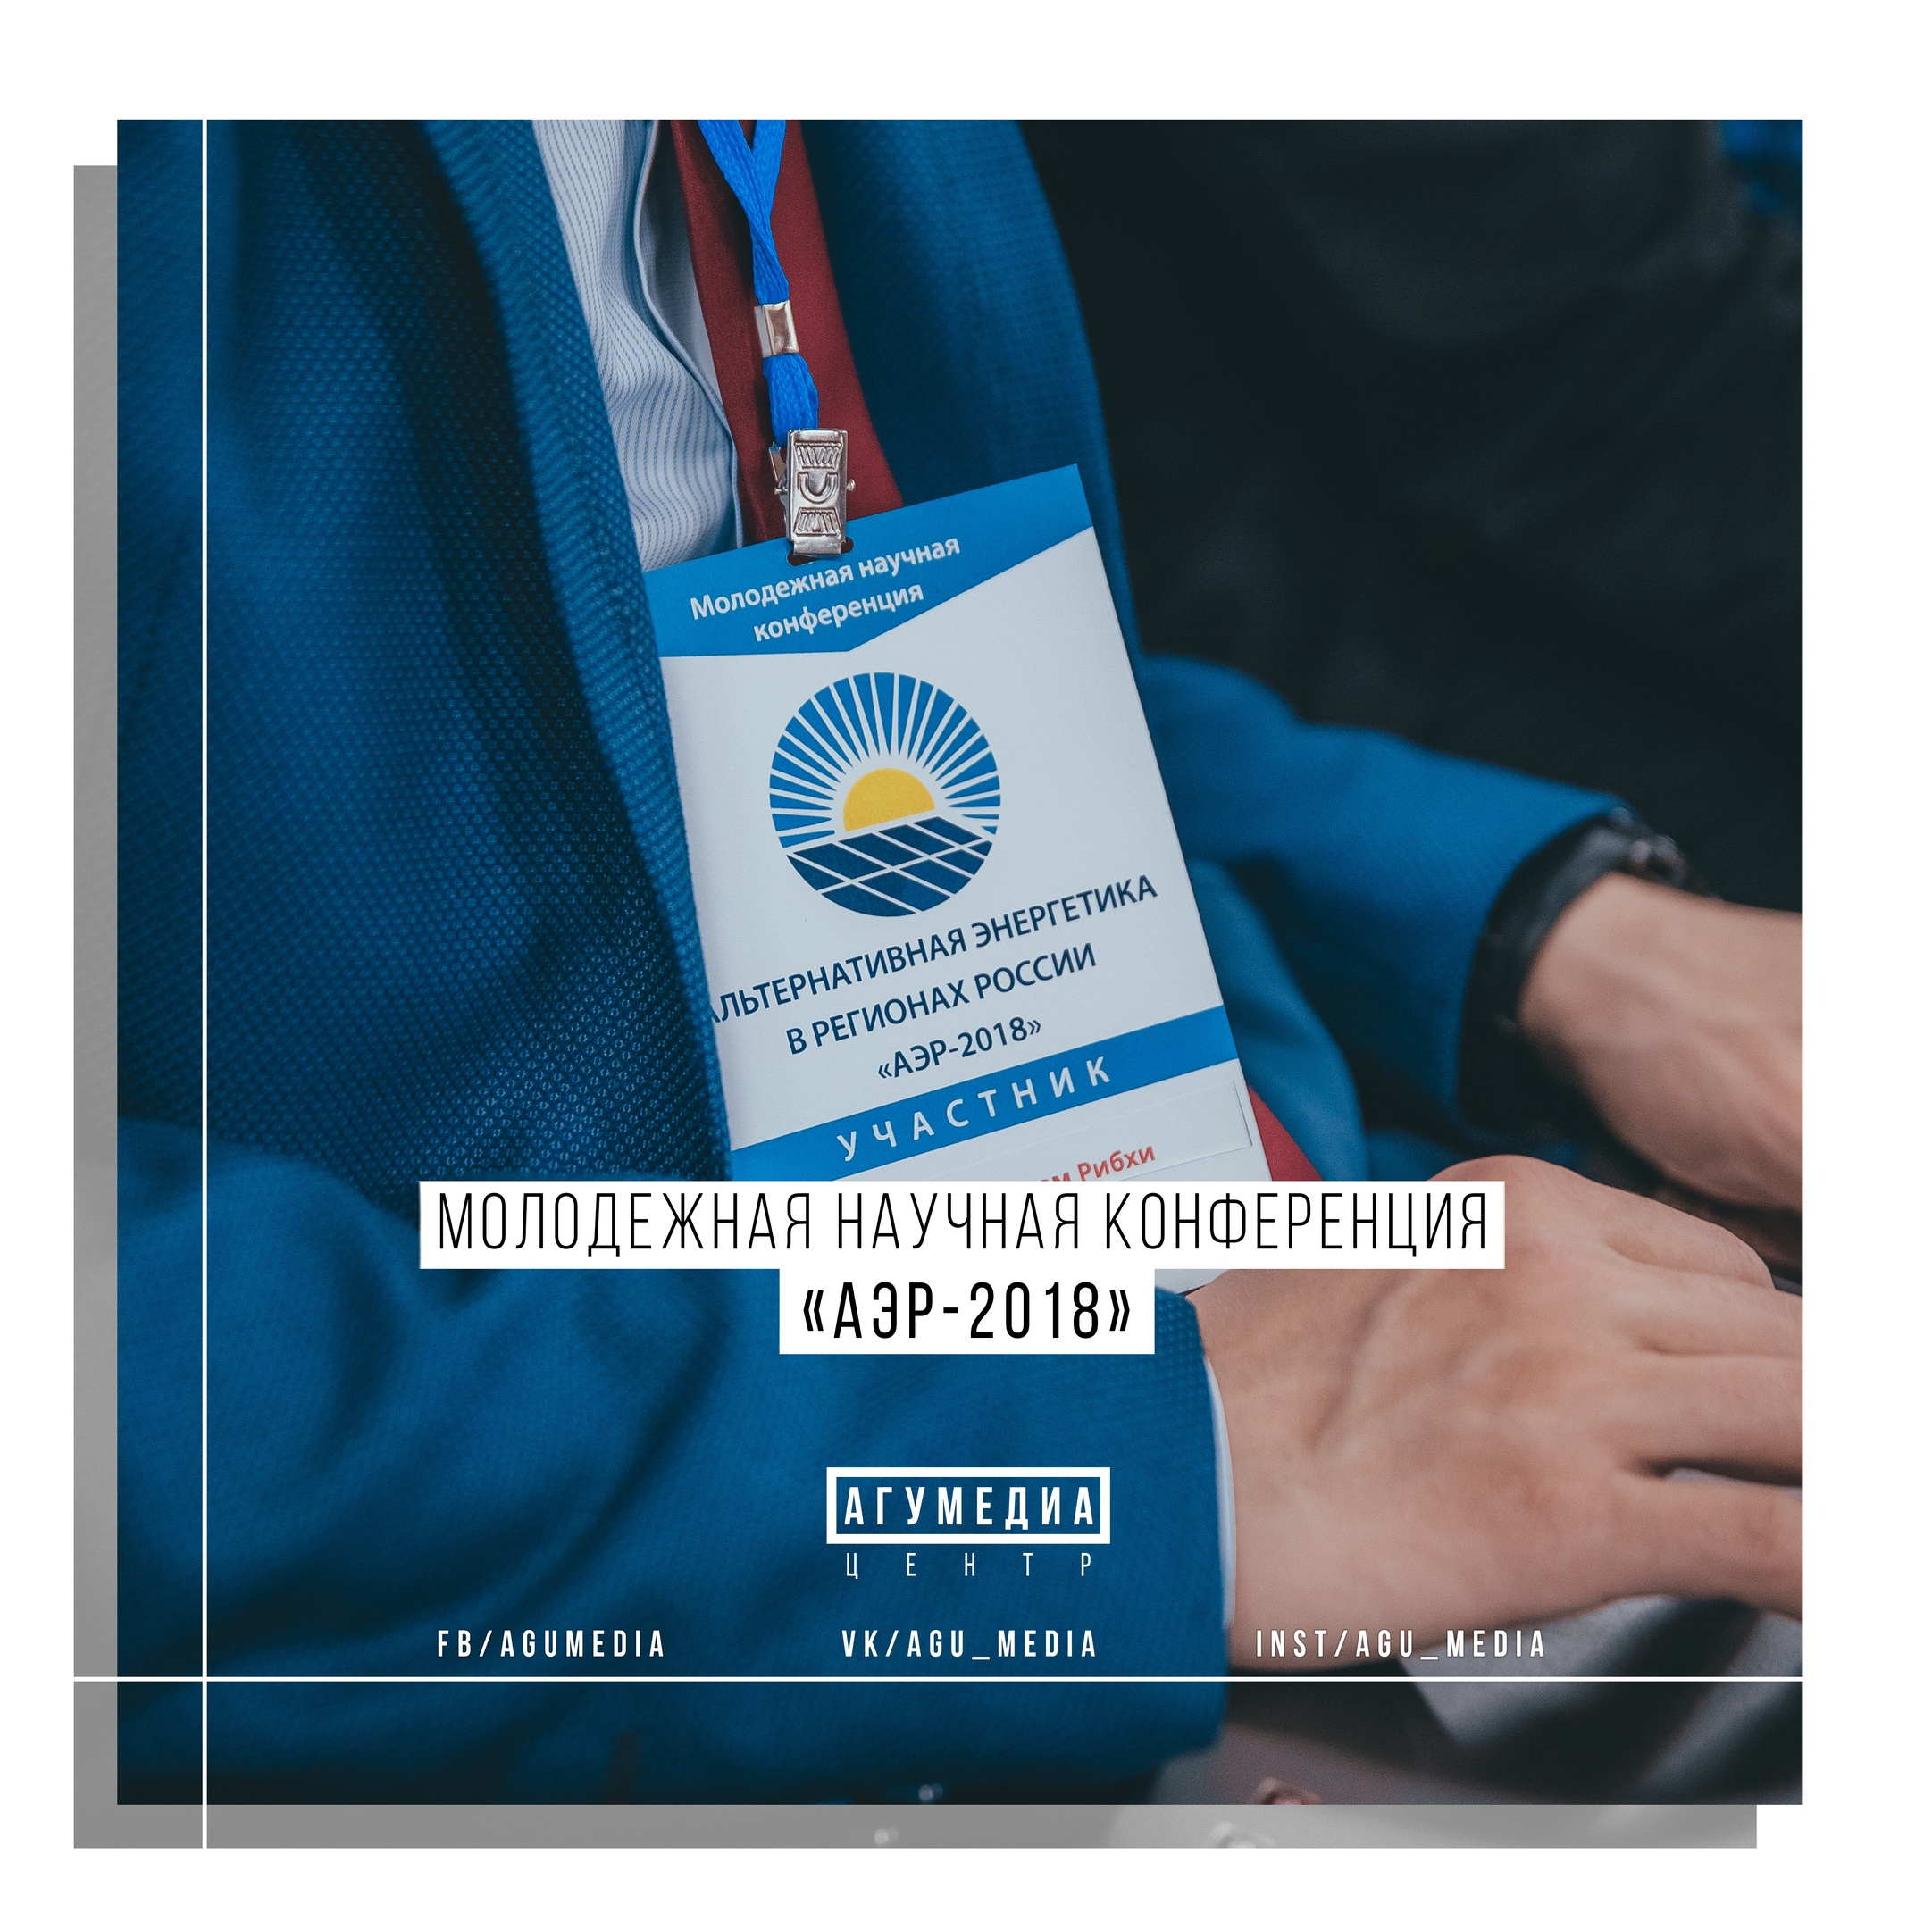 Молодежная научная
конференция
АЛЬТЕРНАТИВНАЯ ЭНЕРГЕТИКА
В РЕГИОНАХ РОССИИ
«АЭР-2018»
УЧАСТНИК
Рибхи
МОЛОДЕЖНАЯ НАУЧНАЯ КОНФЕРЕНЦИЯ
«АЭР-2018»
АГУМЕДИА
ЦЕНТР
FB/AGUMEDIA VK/AGU_MEDIA INST/AGU_MEDIA